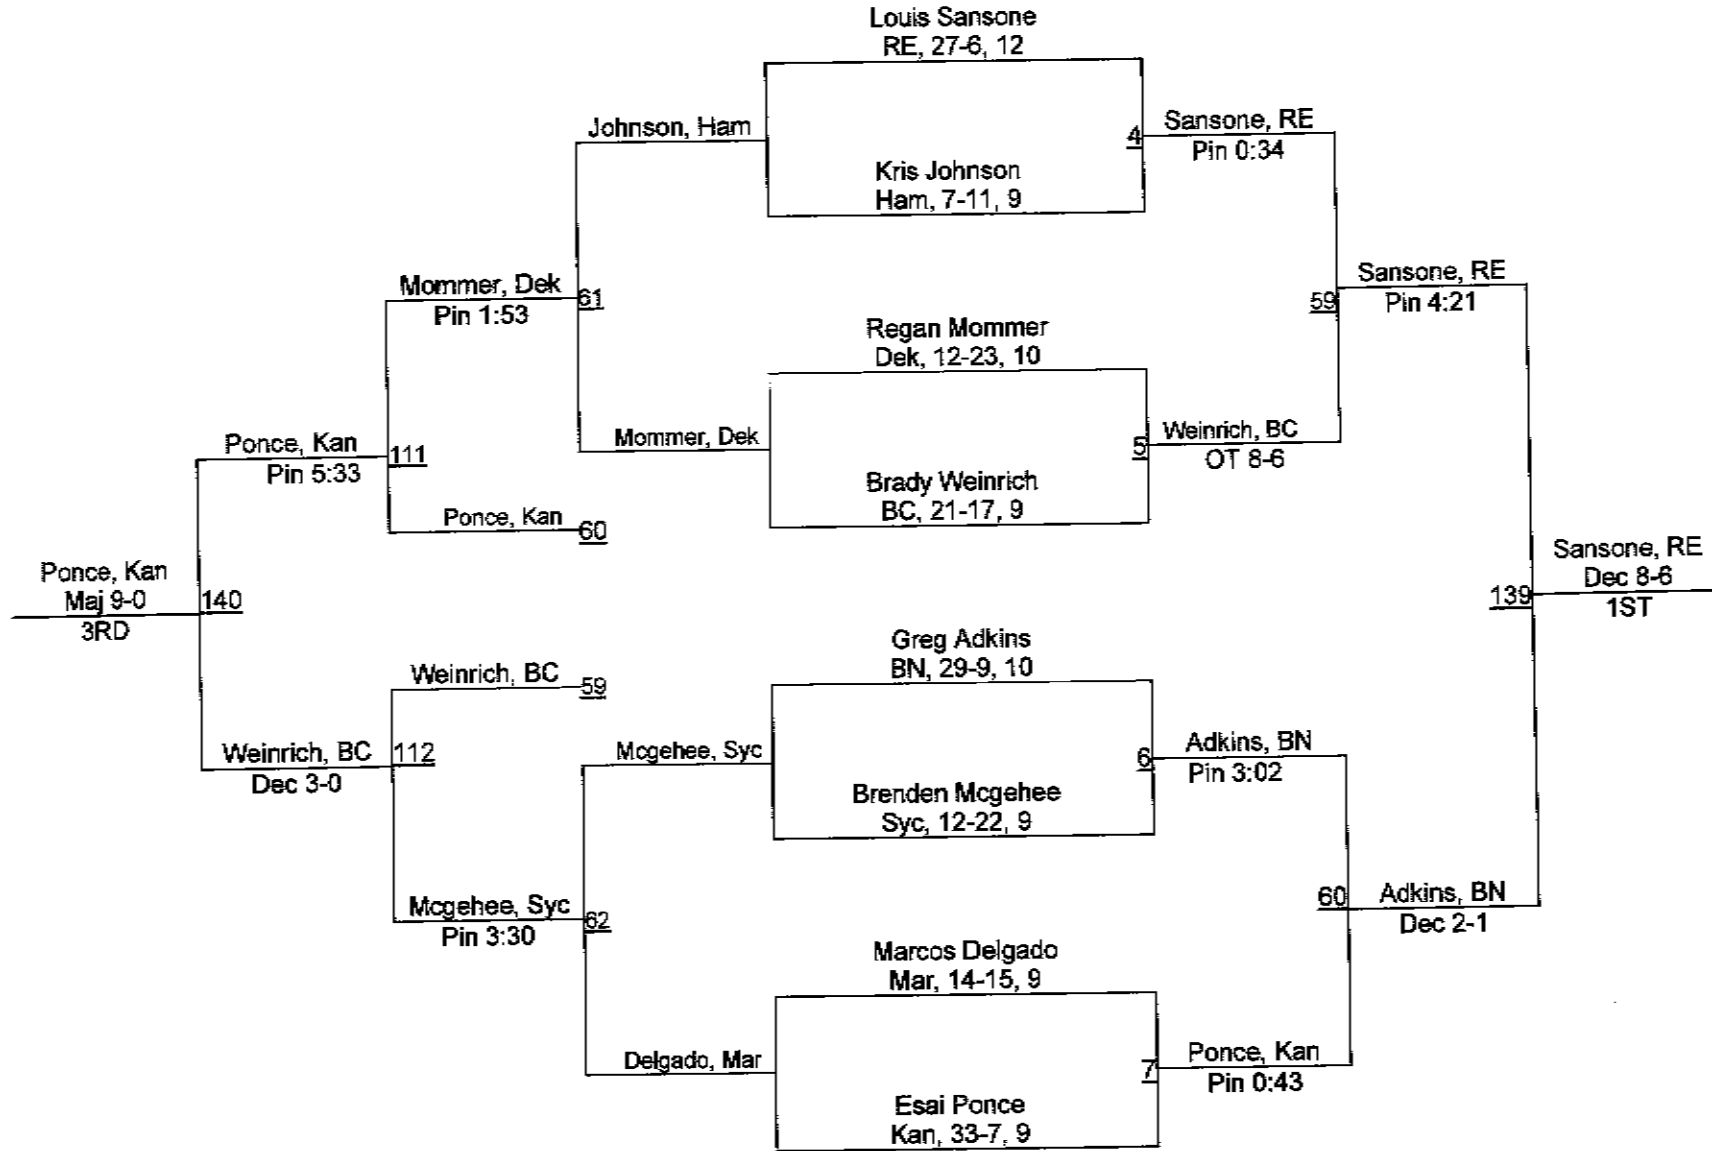 Louis Sansone
RE, 27-6, 12
Johnson, Ham
4
Sansone, RE
Pin 0:34
Kris Johnson
Ham, 7-11, 9
Mommer, Dek
Pin 1:53
61
59
Sansone, RE
Pin 4:21
Regan Mommer
Dek, 12-23, 10
Mommer, Dek
5
Weinrich, BC
OT 8-6
Brady Weinrich
BC, 21-17, 9
Ponce, Kan
Pin 5:33
111
Ponce, Kan
60
Ponce, Kan
Maj 9-0
3RD
140
139
Sansone, RE
Dec 8-6
1ST
Greg Adkins
BN, 29-9, 10
Weinrich, BC
59
Weinrich, BC
Dec 3-0
112
Mcgehee, Syc
6
Adkins, BN
Pin 3:02
Brenden Mcgehee
Syc, 12-22, 9
Mcgehee, Syc
Pin 3:30
62
60
Adkins, BN
Dec 2-1
Marcos Delgado
Mar, 14-15, 9
Delgado, Mar
7
Ponce, Kan
Pin 0:43
Esai Ponce
Kan, 33-7, 9